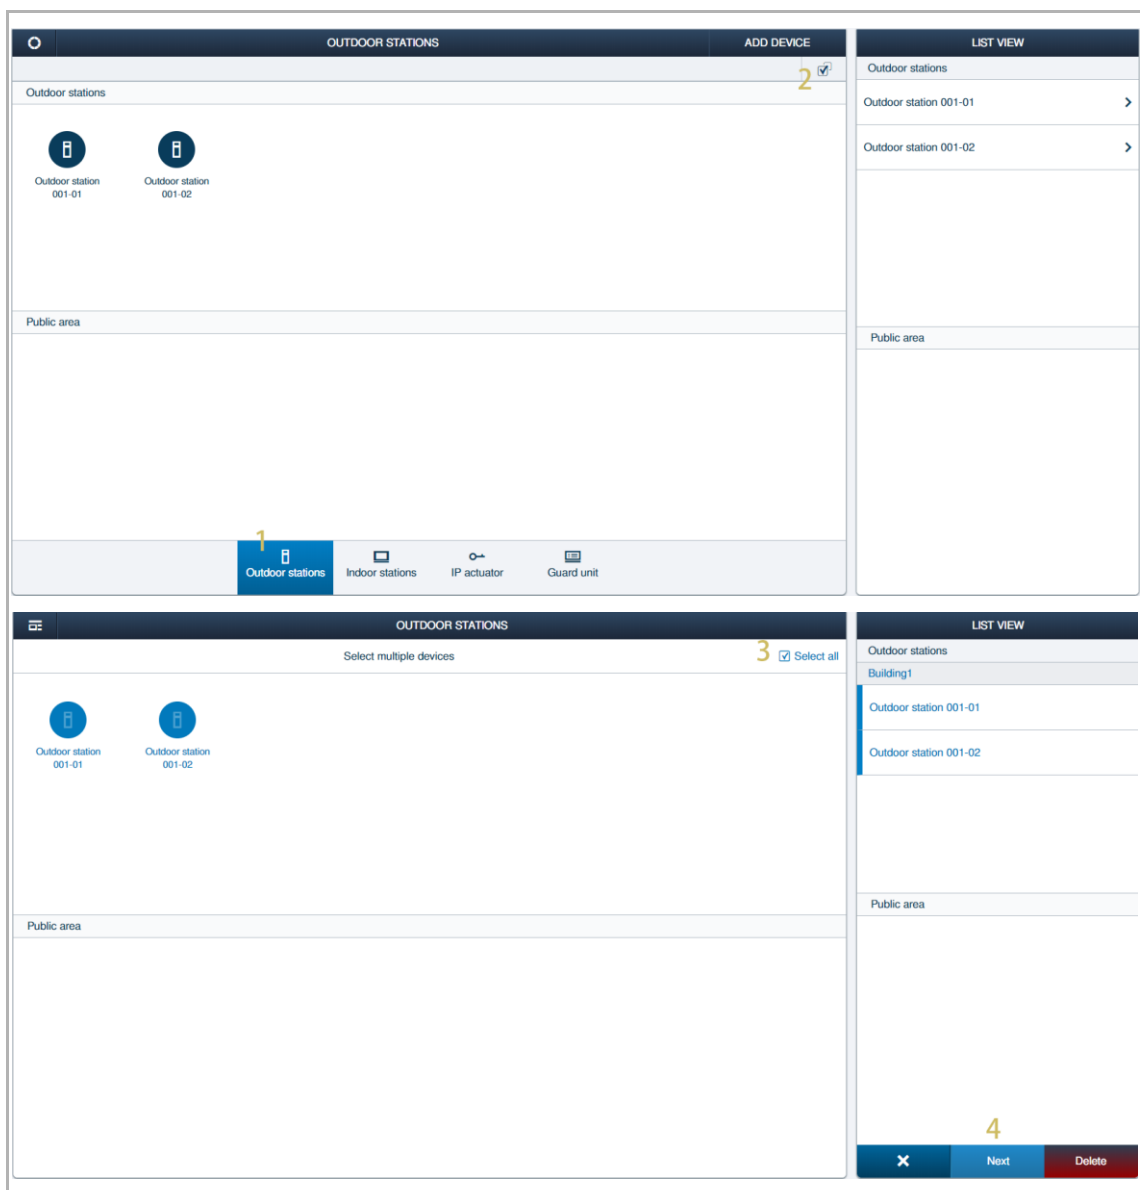 OUTDOOR STATIONS
ADD DEVICE
2
Outdoor stations
Outdoor station
001-01
Outdoor station
001-02
Public area
1
Outdoor stations
Indoor stations
IP actuator
Guard unit
LIST VIEW
Outdoor stations
Outdoor station 001-01
Outdoor station 001-02
Public area
OUTDOOR STATIONS
Select multiple devices
3
Select all
Outdoor station
001-01
Outdoor station
001-02
Public area
LIST VIEW
Outdoor stations
Building1
Outdoor station 001-01
Outdoor station 001-02
Public area
4
Next
Delete